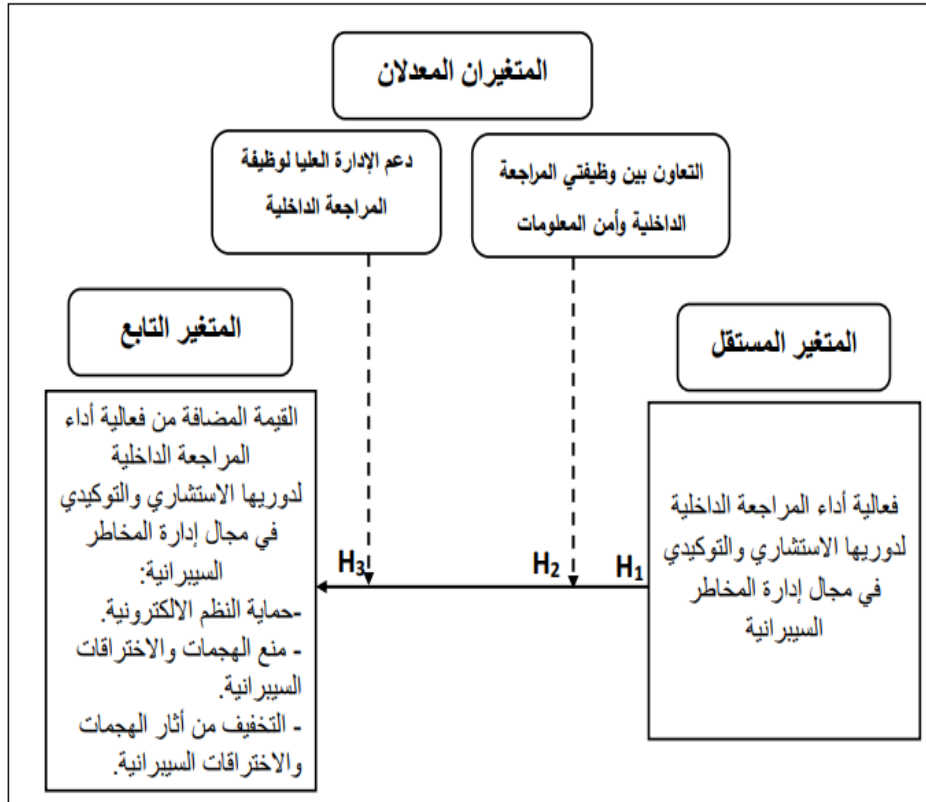 المتغيران المعدلان
التعاون بين وظيفتي المراجعة
الداخلية وأمن المعلومات
دعم الإدارة العليا لوظيفة
المراجعة الداخلية
المتغير المستقل
فعالية أداء المراجعة الداخلية
لدوريها الاستشاري والتوكيدي
في مجال إدارة المخاطر
السيبرانية
H1
H2
H3
المتغير التابع
القيمة المضافة من فعالية أداء
المراجعة الداخلية
لدوريها الاستشاري والتوكيدي
في مجال إدارة المخاطر
السيبرانية:
-حماية النظم الالكترونية.
- منع الهجمات والاختراقات
السيبرانية.
- التخفيف من أثار الهجمات
والاختراقات السيبرانية.